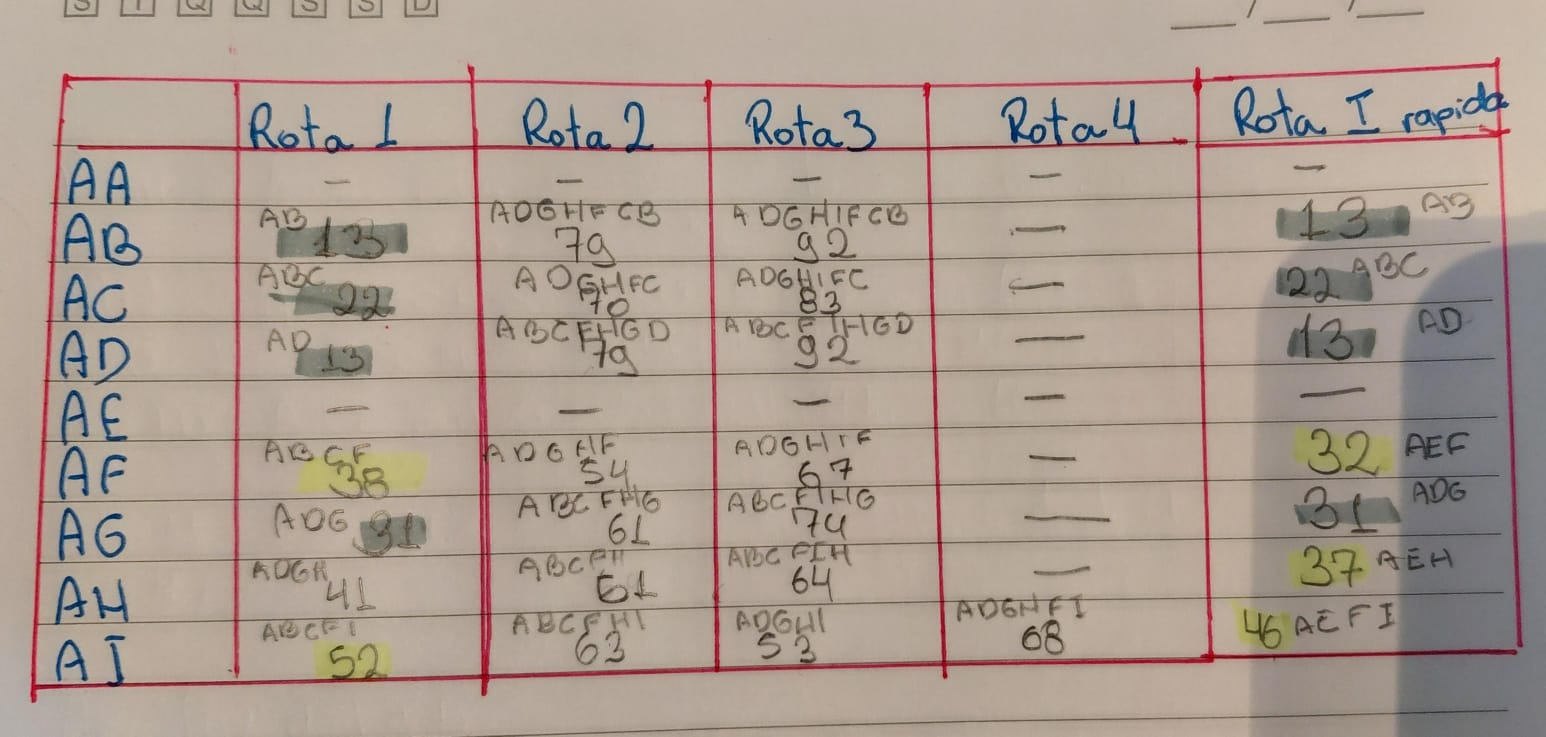 S T Q Q S S D
/ /
Rota 1 Rota 2 Rota 3 Rota 4 Rota I rapida
AA — — — — —
AB AB 13 ADGHFCB 79 ADGHIFCB 92 — 13 AB
AC ABC 22 ADGHFC 70 ADGHIFC 83 — 22 ABC
AD AD 13 ABCFHGD 79 ABCFIHGD 92 — 13 AD
AE — — — — —
AF ABCF 38 ADGHF 54 ADGHIF 67 — 32 AEF
AG ADG 31 ABCFHG 61 ABCFIHG 74 — 31 ADG
AH ADGH 41 ABCFH 51 ABCFIH 64 — 37 AEH
AI ABCFI 52 ABCFHI 63 ADGHI 53 ADGHFI 68 46 AEFI